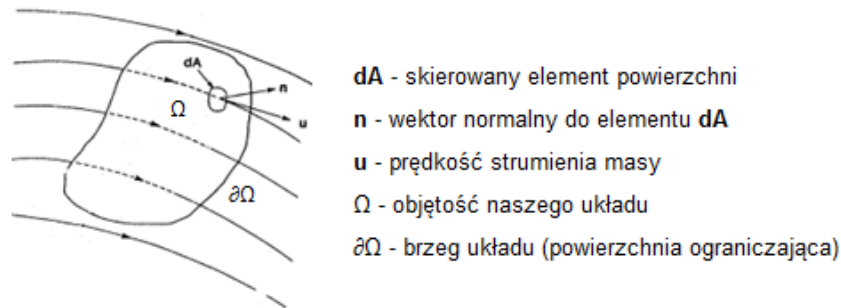 dA
n
Ω
u
∂Ω
dA - skierowany element powierzchni
n - wektor normalny do elementu dA
u - prędkość strumienia masy
Ω - objętość naszego układu
∂Ω - brzeg układu (powierzchnia ograniczająca)